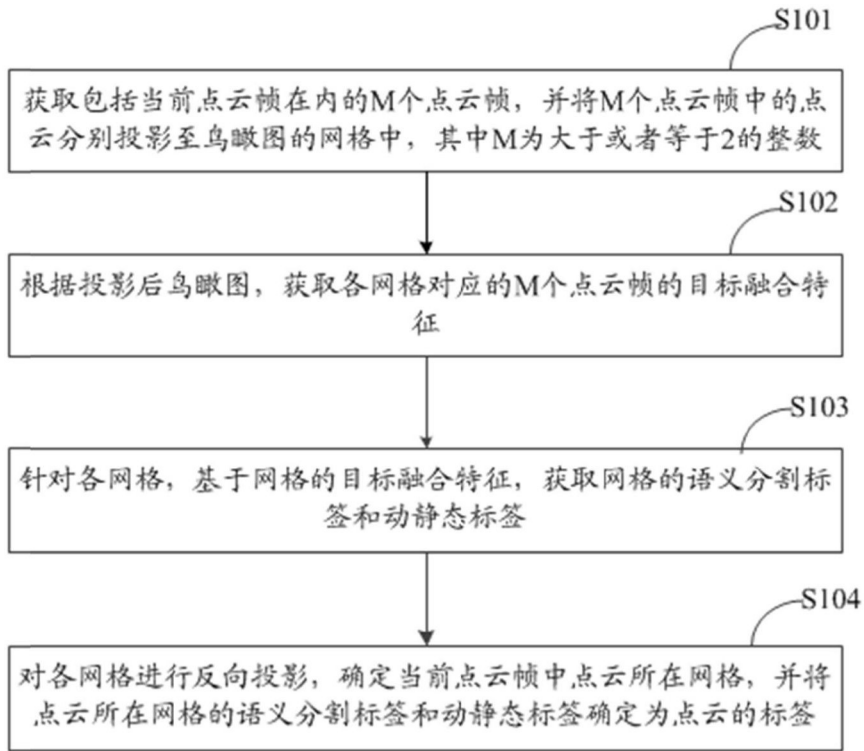 S101
获取包括当前点云帧在内的M个点云帧，并将M个点云帧中的点
云分别投影至鸟瞰图的网格中，其中M为大于或者等于2的整数
S102
根据投影后鸟瞰图，获取各网格对应的M个点云帧的目标融合特
征
S103
针对各网格，基于网格的目标融合特征，获取网格的语义分割标
签和动静态标签
S104
对各网格进行反向投影，确定当前点云帧中点云所在网格，并将
点云所在网格的语义分割标签和动静态标签确定为点云的标签